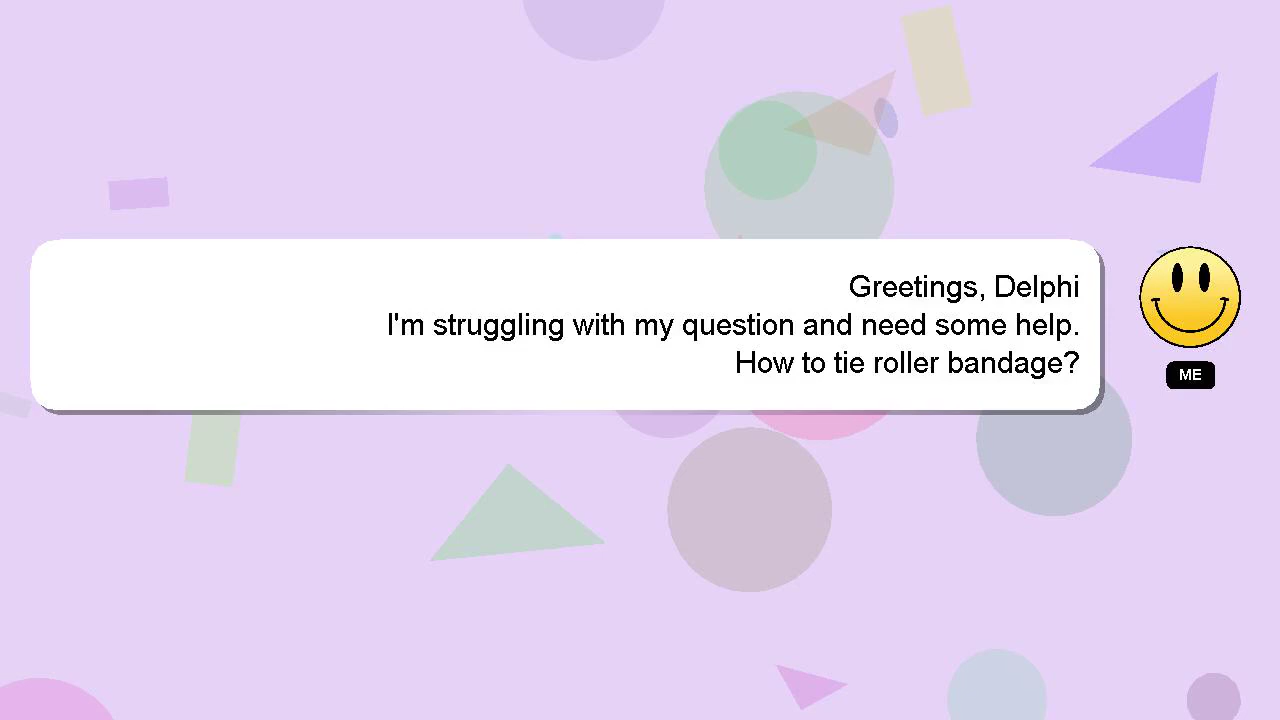 Greetings, Delphi
I'm struggling with my question and need some help.
How to tie roller bandage?
ME